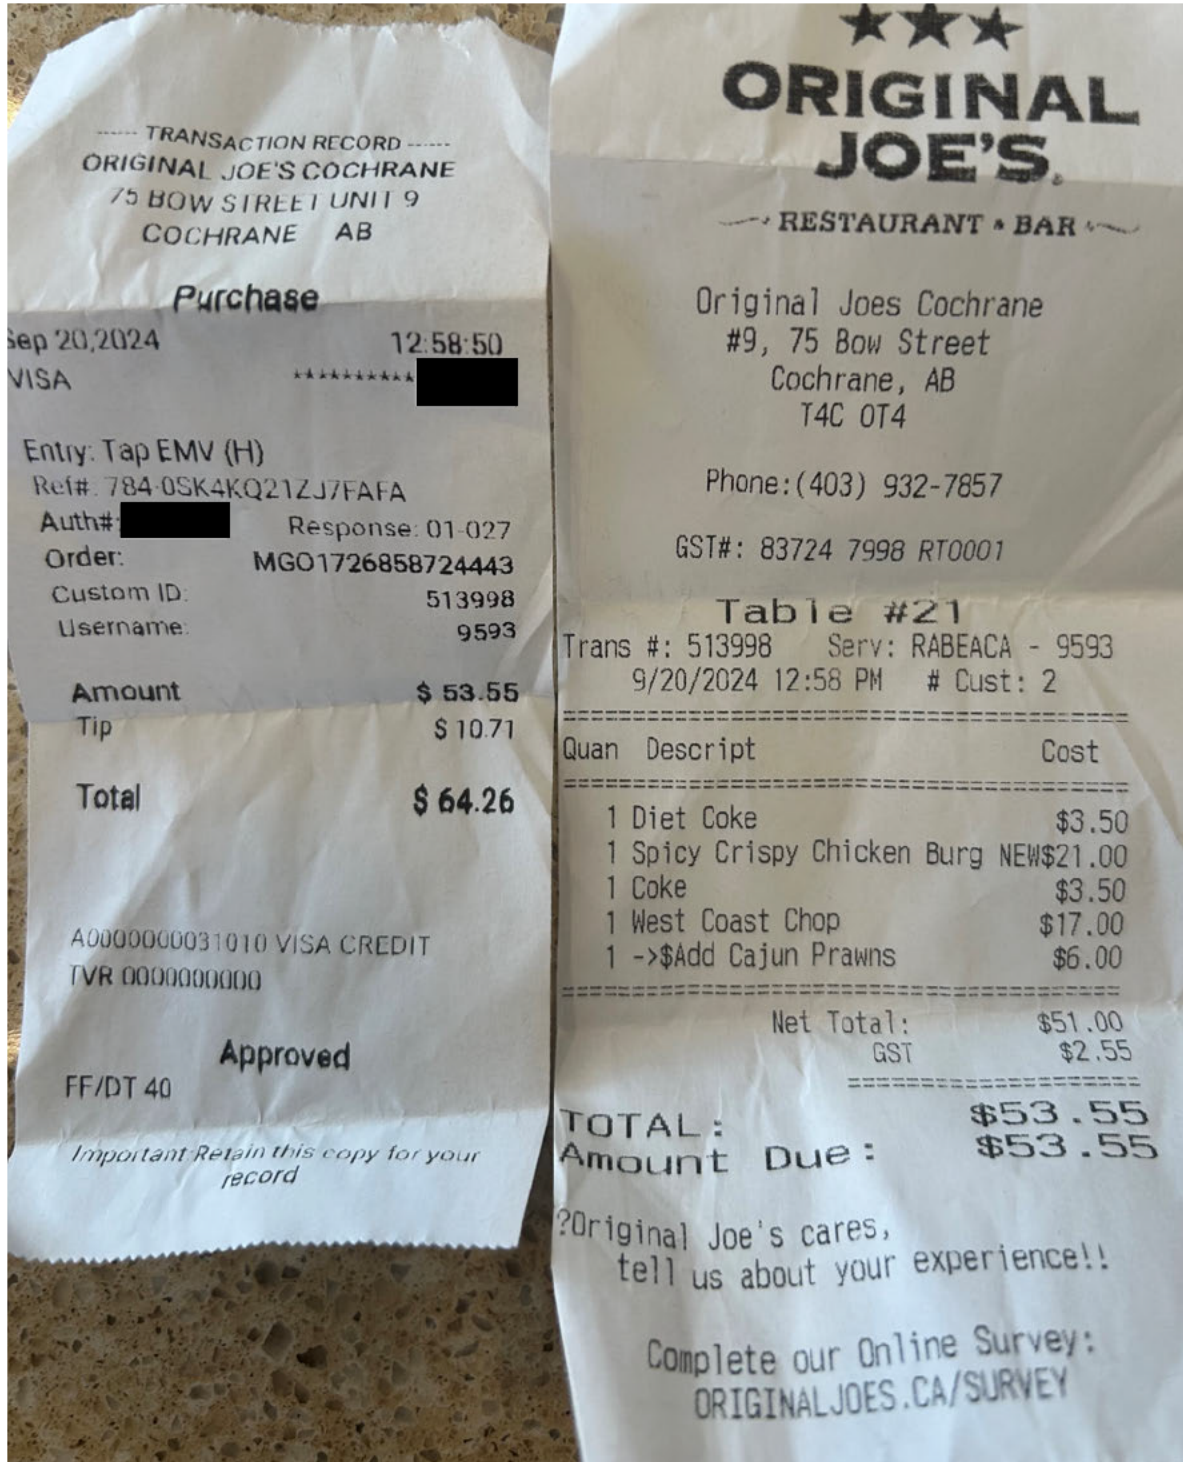 ------ TRANSACTION RECORD ------
ORIGINAL JOE'S COCHRANE
75 BOW STREET UNIT 9
COCHRANE AB
Purchase
Sep 20,2024 12:58:50
VISA **********
Entry: Tap EMV (H)
Ref#: 784-0SK4KQ21ZJ7FAFA
Auth#: Response: 01-027
Order: MGO1726858724443
Custom ID: 513998
Username: 9593
Amount $ 53.55
Tip $ 10.71
Total $ 64.26
A0000000031010 VISA CREDIT
TVR 0000000000
Approved
FF/DT 40
Important:Retain this copy for your
record
ORIGINAL
JOE'S
RESTAURANT & BAR
Original Joes Cochrane
#9, 75 Bow Street
Cochrane, AB
T4C 0T4
Phone:(403) 932-7857
GST#: 83724 7998 RT0001
Table #21
Trans #: 513998 Serv: RABEACA - 9593
9/20/2024 12:58 PM # Cust: 2
Quan Descript Cost
1 Diet Coke $3.50
1 Spicy Crispy Chicken Burg NEW$21.00
1 Coke $3.50
1 West Coast Chop $17.00
1 ->$Add Cajun Prawns $6.00
Net Total: $51.00
GST $2.55
TOTAL: $53.55
Amount Due: $53.55
?Original Joe's cares,
tell us about your experience!!
Complete our Online Survey:
ORIGINALJOES.CA/SURVEY